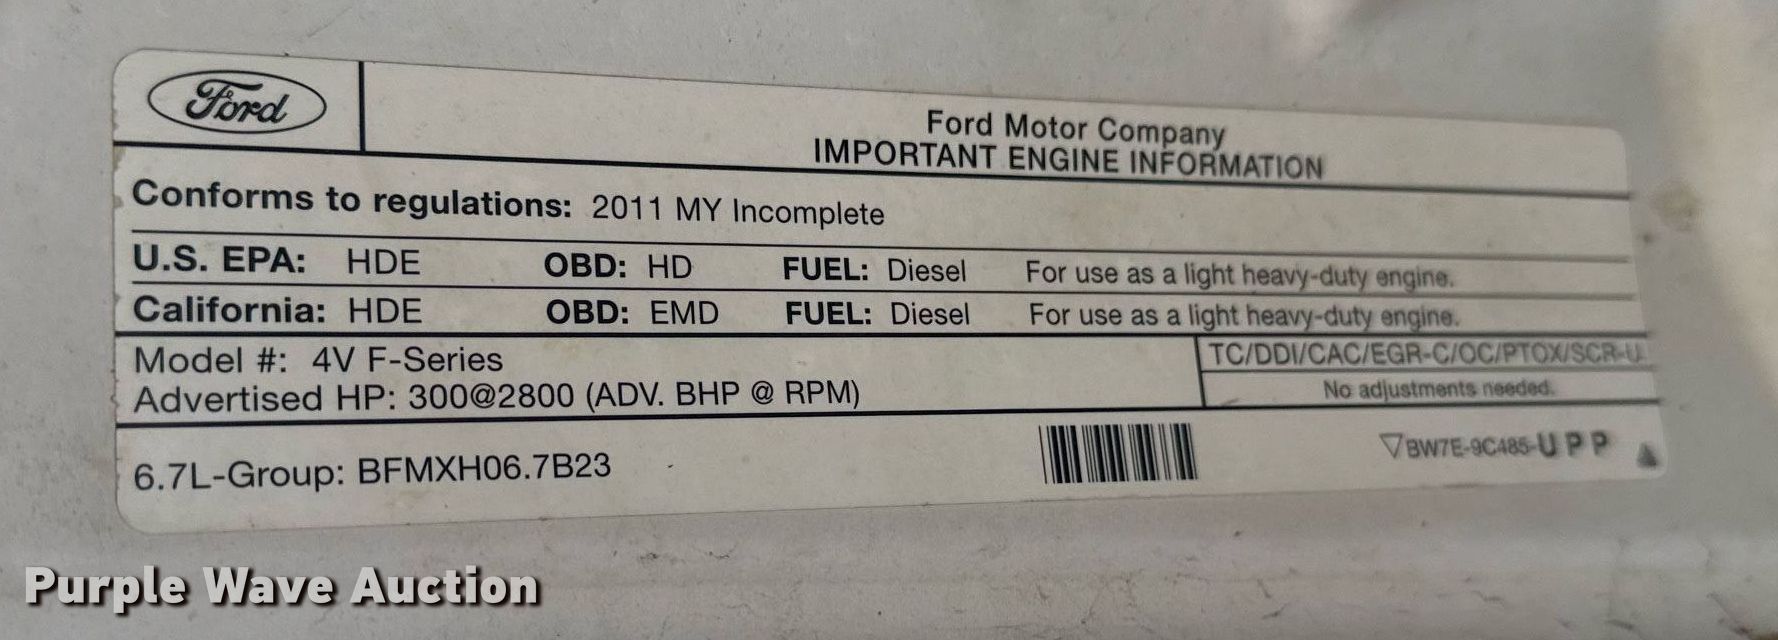 Ford
Ford Motor Company
IMPORTANT ENGINE INFORMATION
Conforms to regulations: 2011 MY Incomplete
U.S. EPA: HDE OBD: HD FUEL: Diesel For use as a light heavy-duty engine.
California: HDE OBD: EMD FUEL: Diesel For use as a light heavy-duty engine.
Model #: 4V F-Series
TC/DDI/CAC/EGR-C/OC/PTOX/SCR-U
Advertised HP: 300@2800 (ADV. BHP @ RPM)
No adjustments needed.
6.7L-Group: BFMXH06.7B23
BW7E-9C485-UPP
Purple Wave Auction